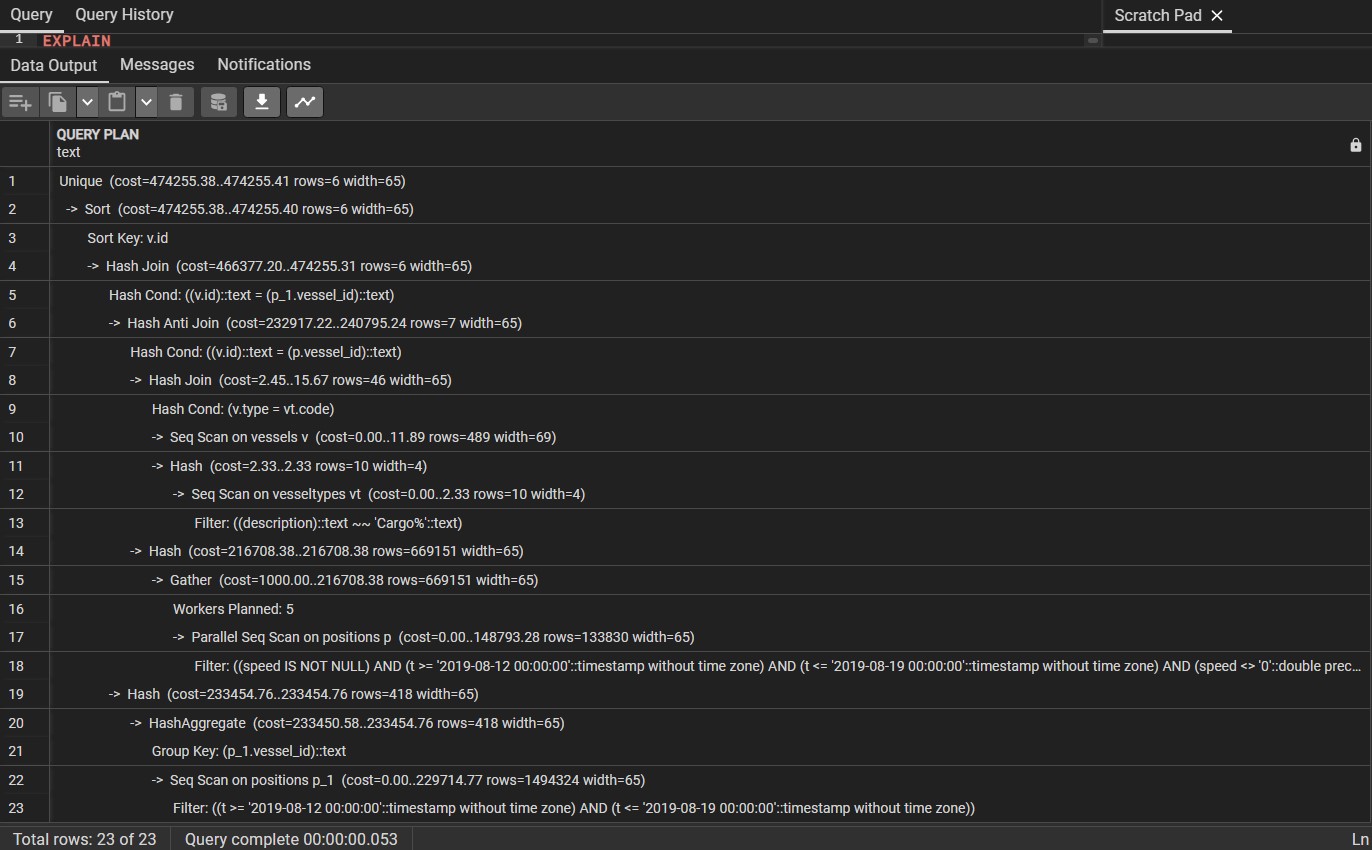 Query Query History Scratch Pad
1 EXPLAIN
Data Output Messages Notifications
QUERY PLAN
text
1 Unique (cost=474255.38..474255.41 rows=6 width=65)
2 -> Sort (cost=474255.38..474255.40 rows=6 width=65)
3 Sort Key: v.id
4 -> Hash Join (cost=466377.20..474255.31 rows=6 width=65)
5 Hash Cond: ((v.id)::text = (p_1.vessel_id)::text)
6 -> Hash Anti Join (cost=232917.22..240795.24 rows=7 width=65)
7 Hash Cond: ((v.id)::text = (p.vessel_id)::text)
8 -> Hash Join (cost=2.45..15.67 rows=46 width=65)
9 Hash Cond: (v.type = vt.code)
10 -> Seq Scan on vessels v (cost=0.00..11.89 rows=489 width=69)
11 -> Hash (cost=2.33..2.33 rows=10 width=4)
12 -> Seq Scan on vesseltypes vt (cost=0.00..2.33 rows=10 width=4)
13 Filter: ((description)::text ~~ 'Cargo%'::text)
14 -> Hash (cost=216708.38..216708.38 rows=669151 width=65)
15 -> Gather (cost=1000.00..216708.38 rows=669151 width=65)
16 Workers Planned: 5
17 -> Parallel Seq Scan on positions p (cost=0.00..148793.28 rows=133830 width=65)
18 Filter: ((speed IS NOT NULL) AND (t >= '2019-08-12 00:00:00'::timestamp without time zone) AND (t <= '2019-08-19 00:00:00'::timestamp without time zone) AND (speed <> '0'::double prec...
19 -> Hash (cost=233454.76..233454.76 rows=418 width=65)
20 -> HashAggregate (cost=233450.58..233454.76 rows=418 width=65)
21 Group Key: (p_1.vessel_id)::text
22 -> Seq Scan on positions p_1 (cost=0.00..229714.77 rows=1494324 width=65)
23 Filter: ((t >= '2019-08-12 00:00:00'::timestamp without time zone) AND (t <= '2019-08-19 00:00:00'::timestamp without time zone))
Total rows: 23 of 23 Query complete 00:00:00.053 Ln